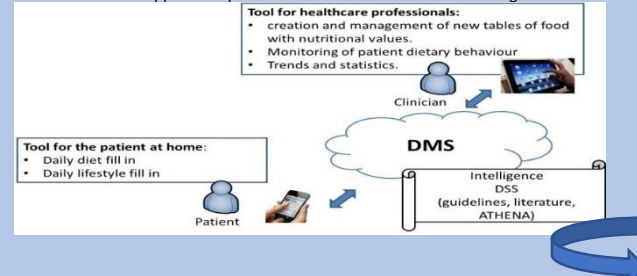 Tool for healthcare professionals:
• creation and management of new tables of food
with nutritional values.
• Monitoring of patient dietary behaviour
• Trends and statistics.
Clinician
DMS
Tool for the patient at home:
• Daily diet fill in
• Daily lifestyle fill in
Intelligence
DSS
(guidelines, literature,
ATHENA)
Patient